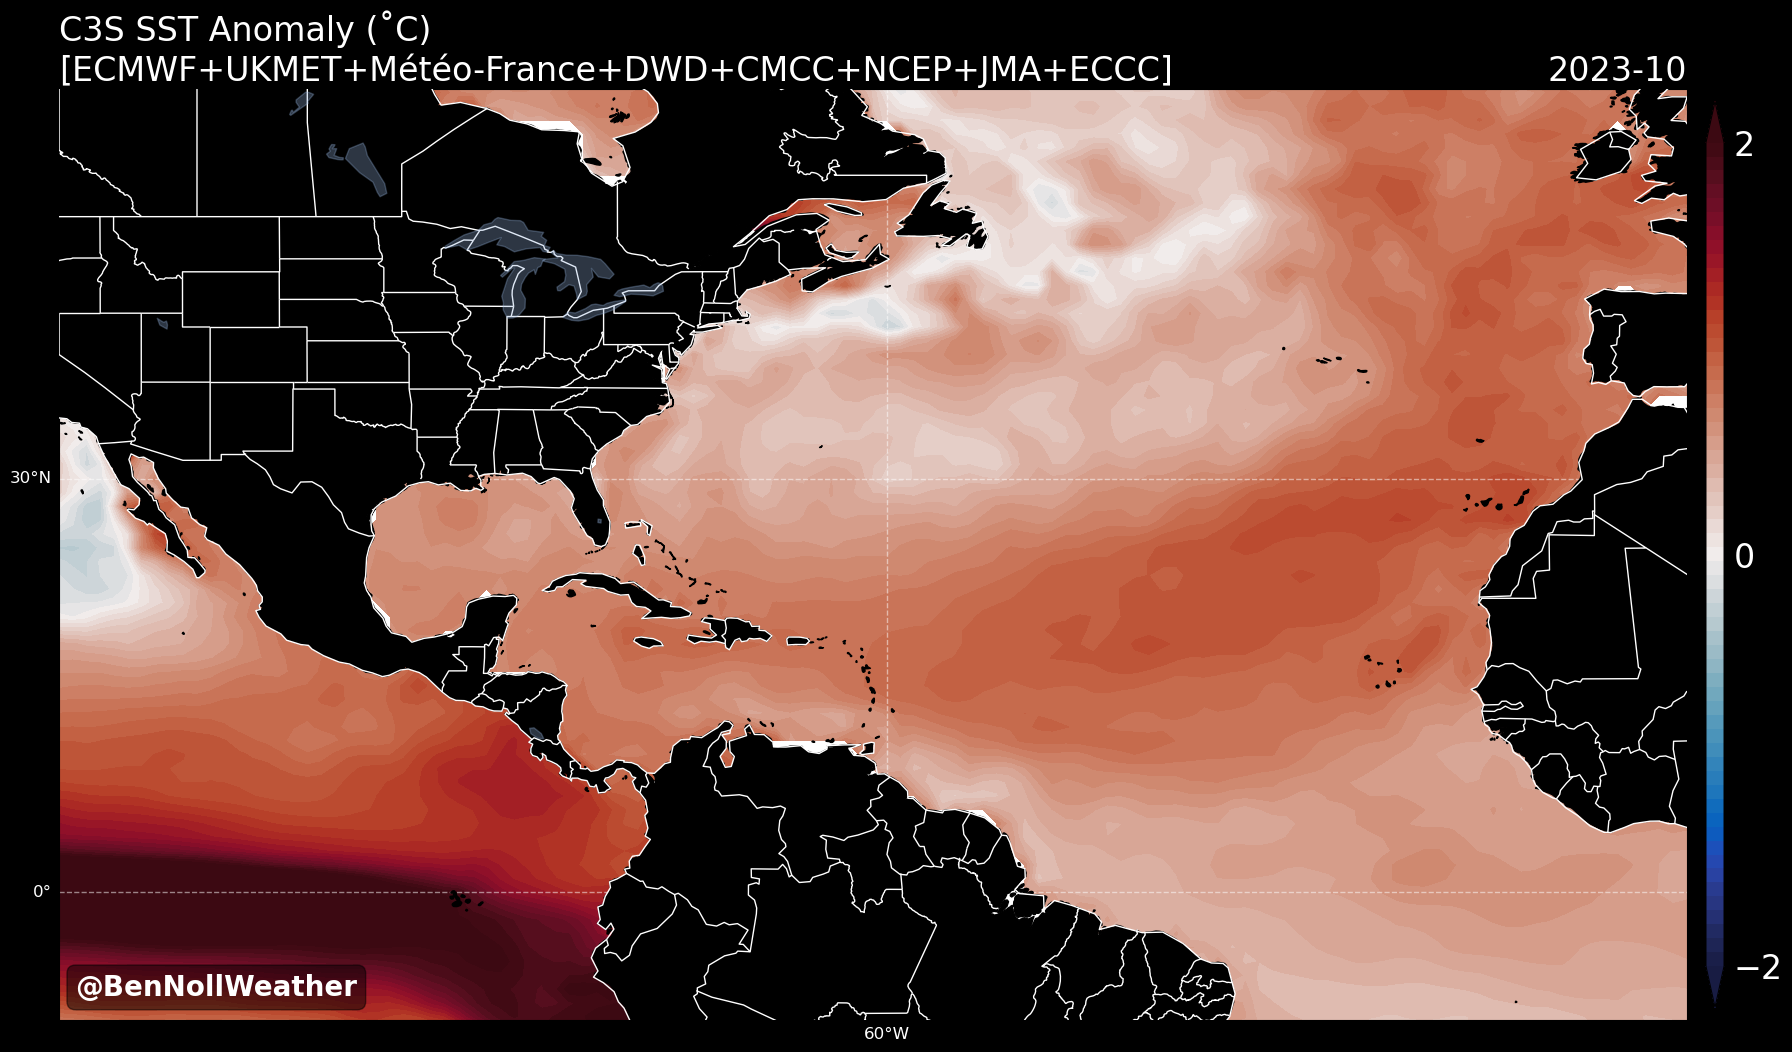 C3S SST Anomaly (˚C)
[ECMWF+UKMET+Météo-France+DWD+CMCC+NCEP+JMA+ECCC]
2023-10
2
0
−2
30°N
0°
60°W
@BenNollWeather